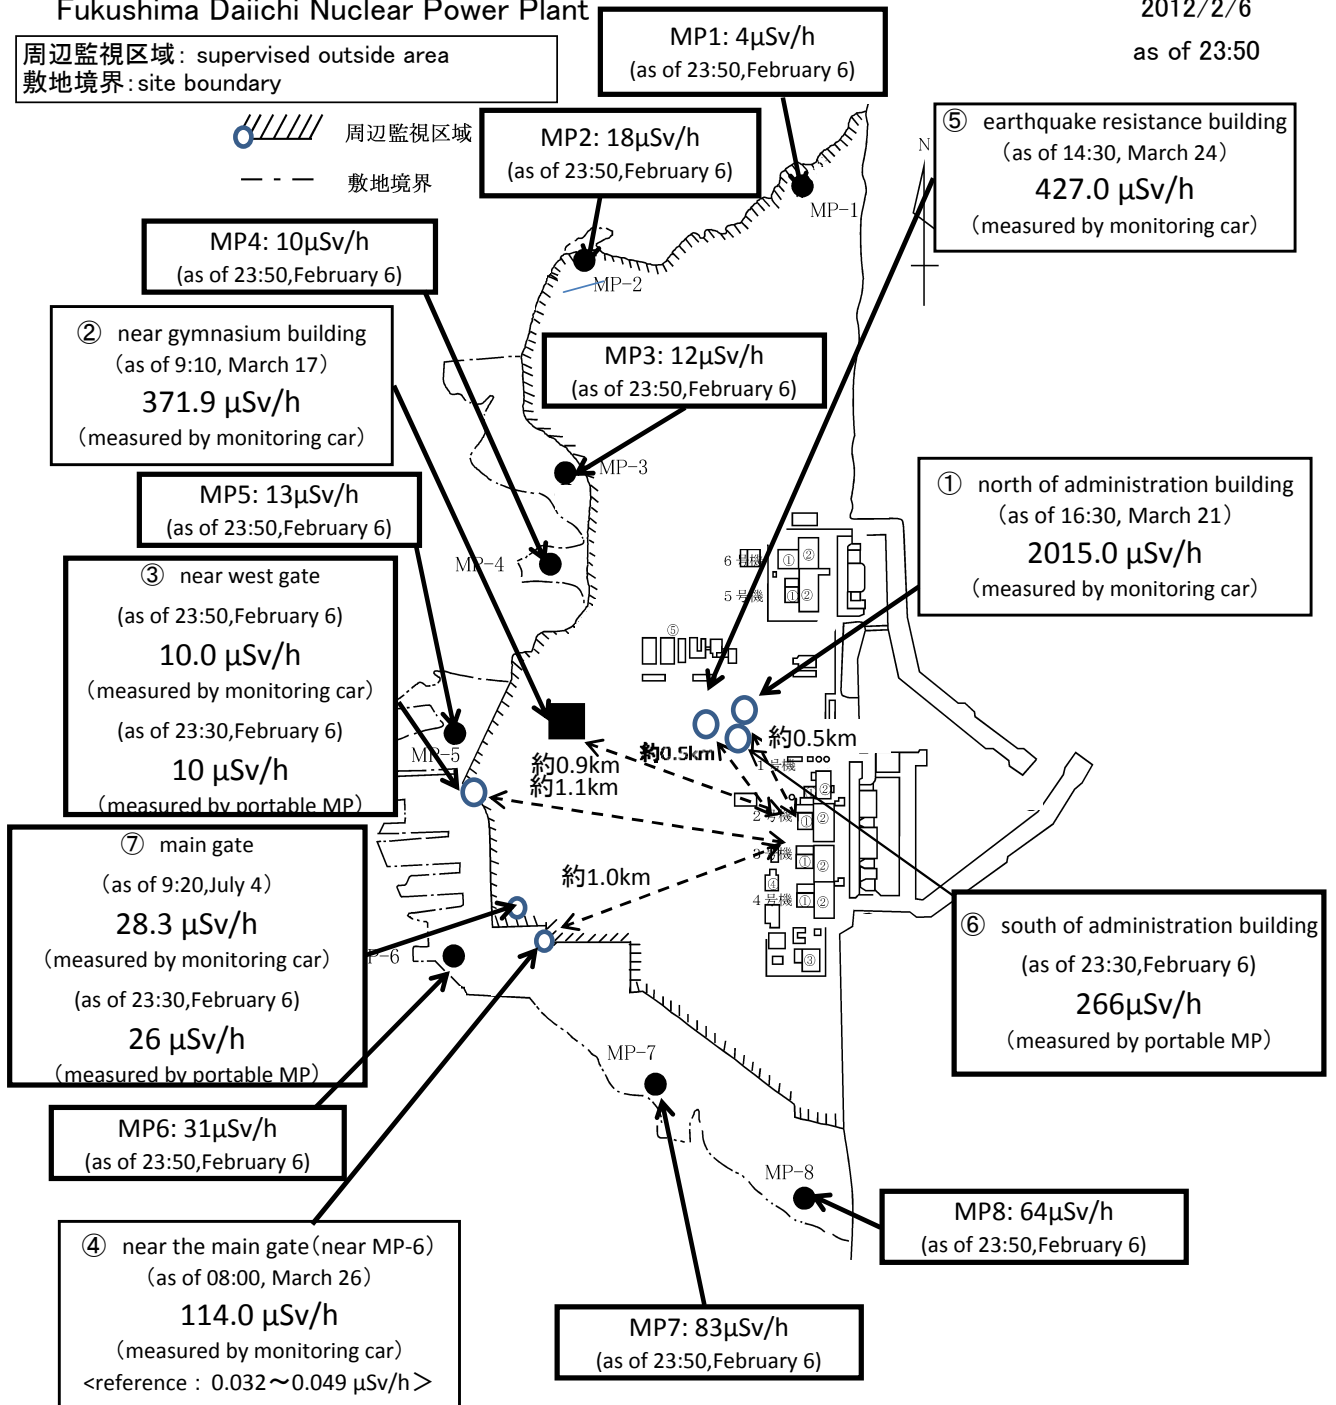 Fukushima Daiichi Nuclear Power Plant
2012/2/6
as of 23:50
周辺監視区域: supervised outside area
敷地境界:site boundary
周辺監視区域
敷地境界
MP1: 4μSv/h
(as of 23:50,February 6)
MP2: 18μSv/h
(as of 23:50,February 6)
⑤ earthquake resistance building
(as of 14:30, March 24)
427.0 μSv/h
(measured by monitoring car)
N
MP-1
MP4: 10μSv/h
(as of 23:50,February 6)
MP-2
② near gymnasium building
(as of 9:10, March 17)
371.9 μSv/h
(measured by monitoring car)
MP3: 12μSv/h
(as of 23:50,February 6)
MP-3
MP5: 13μSv/h
(as of 23:50,February 6)
① north of administration building
(as of 16:30, March 21)
2015.0 μSv/h
(measured by monitoring car)
MP-4
③ near west gate
(as of 23:50,February 6)
10.0 μSv/h
(measured by monitoring car)
(as of 23:30,February 6)
10 μSv/h
(measured by portable MP)
6号機
① ②
5号機
① ②
⑤
MP-5
約0.9km
約1.1km
約0.5km
約0.5km
1号機
②
2号機
① ②
3号機
① ②
④
4号機
① ②
③
約1.0km
⑦ main gate
(as of 9:20,July 4)
28.3 μSv/h
(measured by monitoring car)
(as of 23:30,February 6)
26 μSv/h
(measured by portable MP)
P-6
⑥ south of administration building
(as of 23:30,February 6)
266μSv/h
(measured by portable MP)
MP-7
MP6: 31μSv/h
(as of 23:50,February 6)
MP-8
MP8: 64μSv/h
(as of 23:50,February 6)
④ near the main gate(near MP-6)
(as of 08:00, March 26)
114.0 μSv/h
(measured by monitoring car)
<reference : 0.032～0.049 μSv/h>
MP7: 83μSv/h
(as of 23:50,February 6)